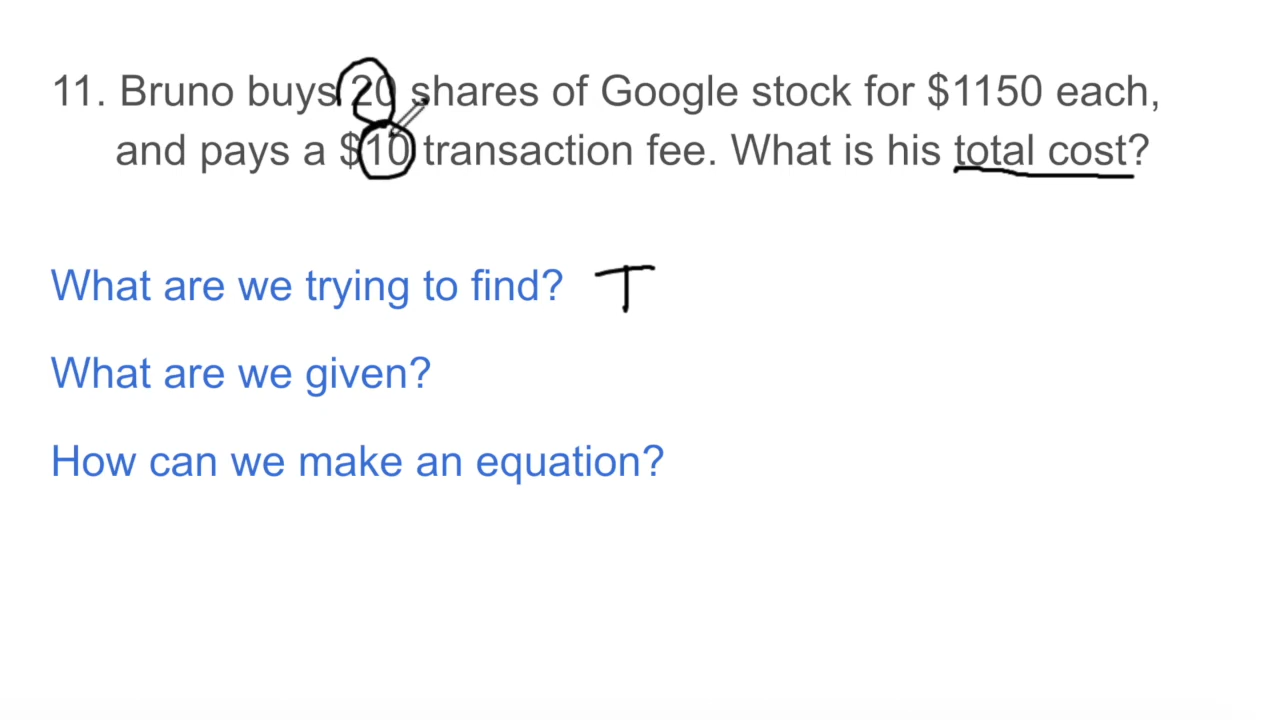 11. Bruno buys 20 shares of Google stock for $1150 each,
and pays a $10 transaction fee. What is his total cost?
What are we trying to find? T
What are we given?
How can we make an equation?